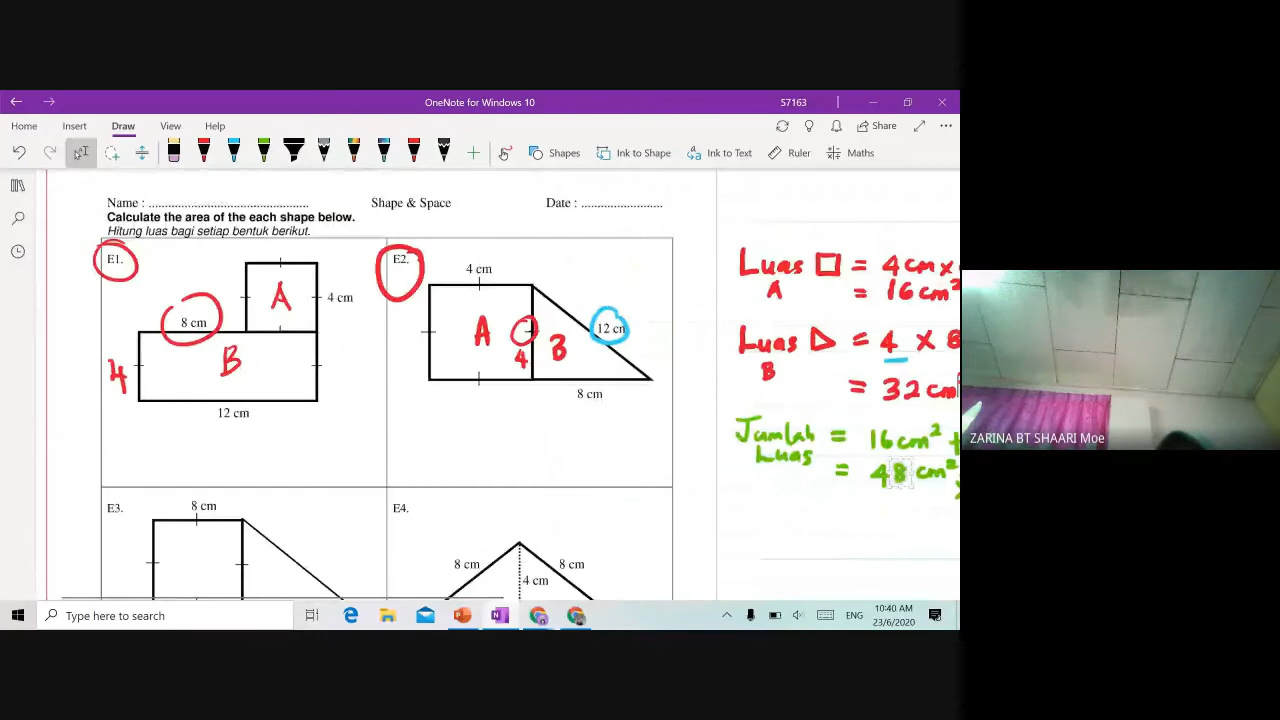 OneNote for Windows 10
57163
Home Insert Draw View Help
Share
Shapes Ink to Shape Ink to Text Ruler Maths
Name : Shape & Space Date :
Calculate the area of the each shape below.
Hitung luas bagi setiap bentuk berikut.
E1.
A
4 cm
8 cm
B
4
12 cm
E2.
4 cm
A
4
B
12 cn
8 cm
E3.
8 cm
E4.
8 cm
8 cm
4 cm
Luas □ = 4 cm ×
A = 16 cm²
Luas = 4 × 8
B = 32 cm
Jumlah = 16 cm² +
Luas = 48 cm²
ZARINA BT SHAARI Moe
Type here to search
ENG
10:40 AM
23/6/2020